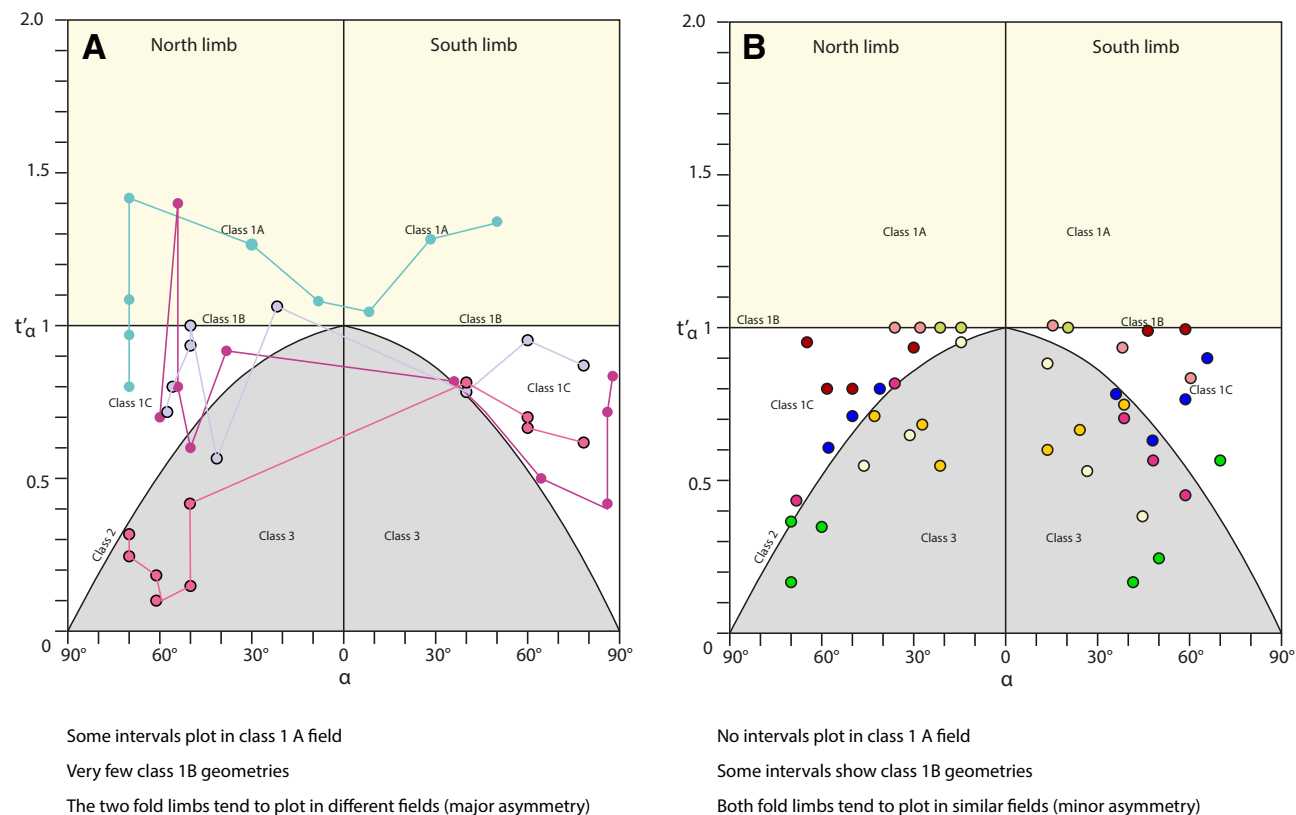 A
North limb
South limb
2.0
1.5
t'α 1
0.5
0
Class 1A
Class 1A
Class 1B
Class 1B
Class 1C
Class 1C
Class 2
Class 3
Class 3
90° 60° 30° 0 30° 60° 90°
α
Some intervals plot in class 1 A field
Very few class 1B geometries
The two fold limbs tend to plot in different fields (major asymmetry)
B
North limb
South limb
2.0
1.5
t'α 1
0.5
0
Class 1A
Class 1A
Class 1B
Class 1B
Class 1C
Class 1C
Class 2
Class 3
Class 3
90° 60° 30° 0 30° 60° 90°
α
No intervals plot in class 1 A field
Some intervals show class 1B geometries
Both fold limbs tend to plot in similar fields (minor asymmetry)